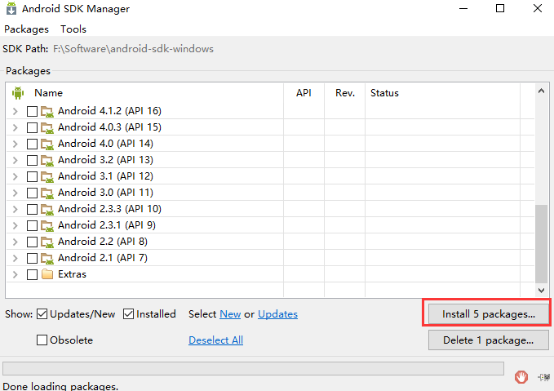 Android SDK Manager
Packages Tools
SDK Path: F:\Software\android-sdk-windows
Packages
Name API Rev. Status
Android 4.1.2 (API 16)
Android 4.0.3 (API 15)
Android 4.0 (API 14)
Android 3.2 (API 13)
Android 3.1 (API 12)
Android 3.0 (API 11)
Android 2.3.3 (API 10)
Android 2.3.1 (API 9)
Android 2.2 (API 8)
Android 2.1 (API 7)
Extras
Show: Updates/New Installed Select New or Updates Install 5 packages...
Obsolete Deselect All Delete 1 package...
Done loading packages.